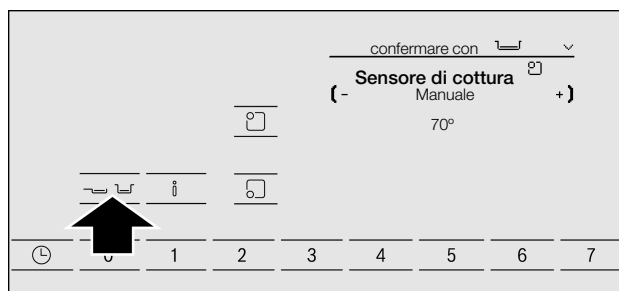 confermare con
Sensore di cottura
Manuale
70°
0 1 2 3 4 5 6 7